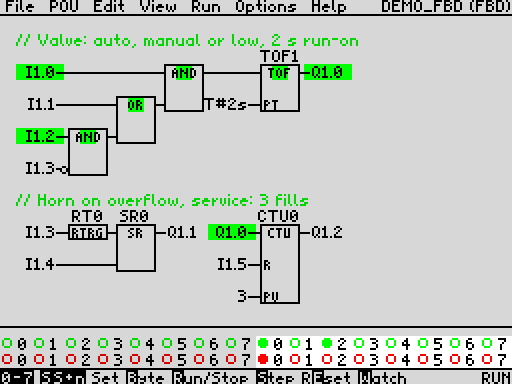 File POU Edit View Run Options Help DEMO_FBD (FBD)
// Valve: auto, manual or low, 2 s run-on
TOF1
I1.0 AND TOF Q1.0
I1.1 OR T#2s PT
I1.2 AND
I1.3
// Horn on overflow, service: 3 fills
RT0 SR0 CTU0
I1.3 RTRG SR Q1.1 Q1.0 CTU Q1.2
I1.4 I1.5 R
3 PV
0 1 2 3 4 5 6 7 0 1 2 3 4 5 6 7
0 1 2 3 4 5 6 7 0 1 2 3 4 5 6 7
0-7 SS+n Set Byte Run/Stop Step REset Watch RUN